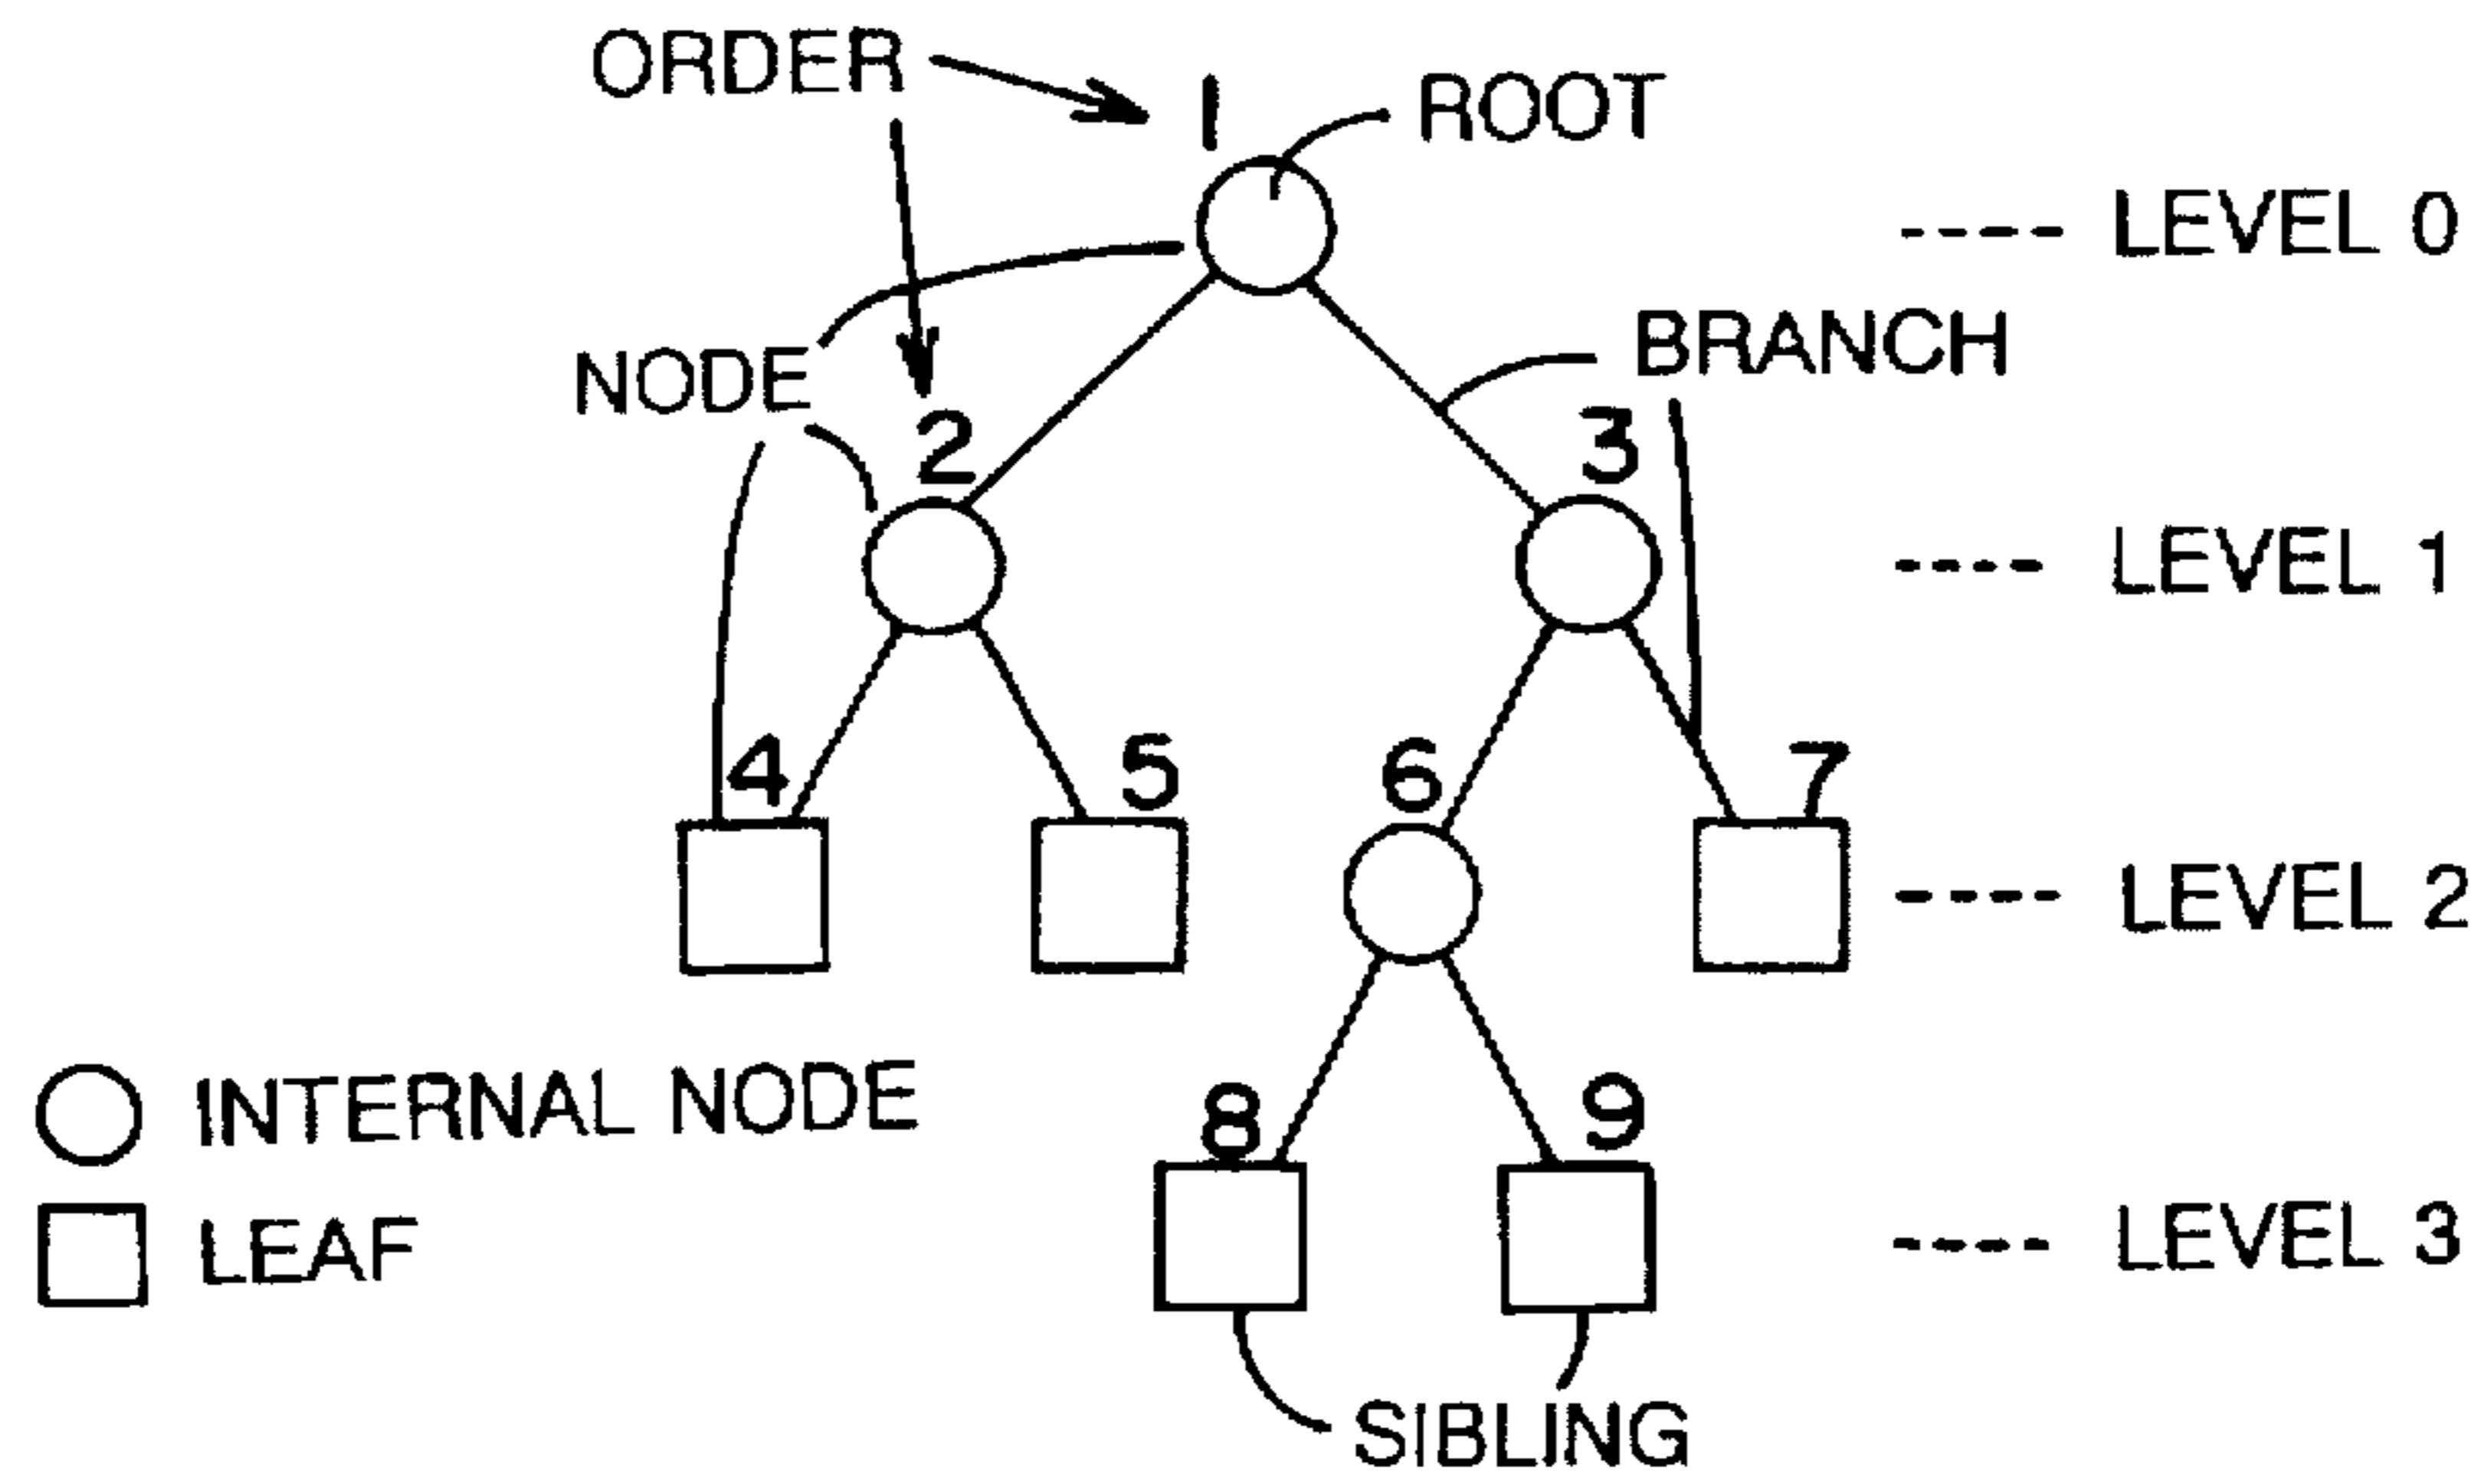 ORDER
1
ROOT
LEVEL 0
BRANCH
NODE
2
3
LEVEL 1
4
5
6
7
LEVEL 2
INTERNAL NODE
8
9
LEAF
LEVEL 3
SIBLING